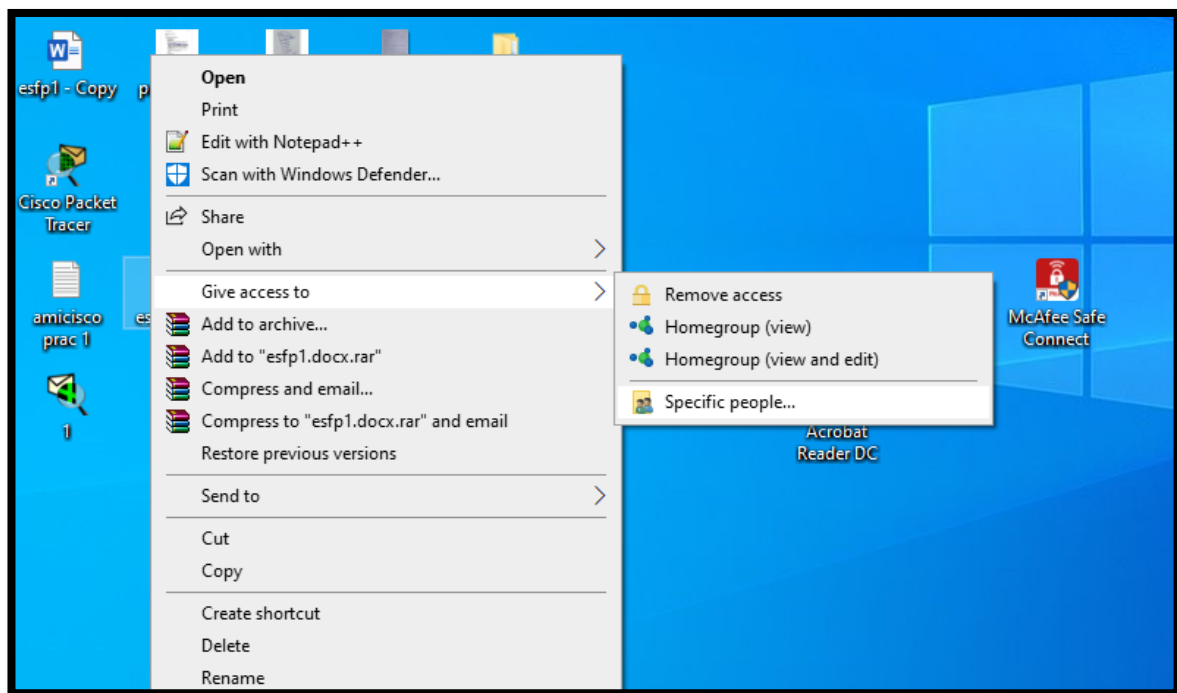 esfp1 - Copy
p
Cisco Packet
Tracer
amicisco
prac 1
es
1
Open
Print
Edit with Notepad++
Scan with Windows Defender...
Share
Open with
Give access to
Add to archive...
Add to "esfp1.docx.rar"
Compress and email...
Compress to "esfp1.docx.rar" and email
Restore previous versions
Send to
Cut
Copy
Create shortcut
Delete
Rename
Remove access
Homegroup (view)
Homegroup (view and edit)
Specific people...
Acrobat
Reader DC
McAfee Safe
Connect